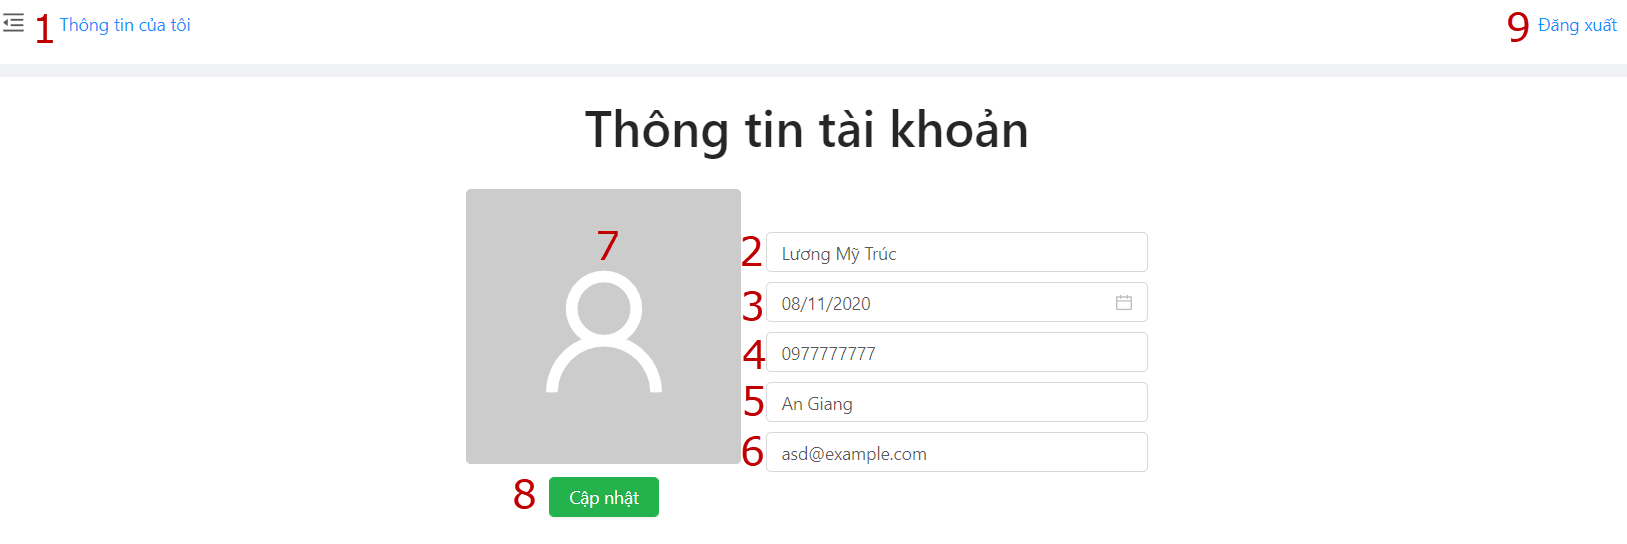 1 Thông tin của tôi
9 Đăng xuất
Thông tin tài khoản
7
2 Lương Mỹ Trúc
3 08/11/2020
4 0977777777
5 An Giang
6 asd@example.com
8 Cập nhật